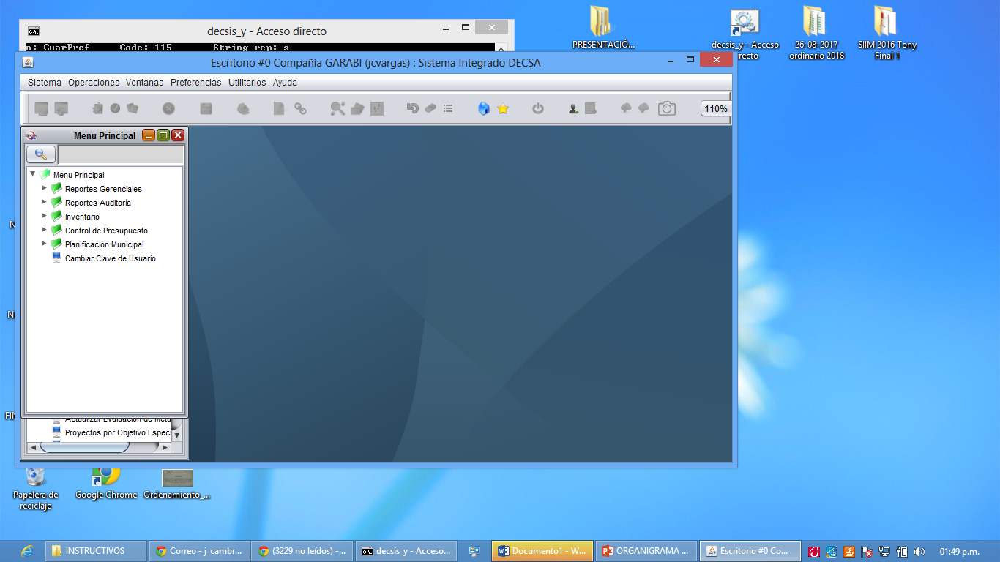 decsis_y - Acceso directo
n: GuarPref Code: 115 String rep: s
Escritorio #0 Compañía GARABI (jcvargas) : Sistema Integrado DECSA
Sistema Operaciones Ventanas Preferencias Utilitarios Ayuda
110%
Menu Principal
Menu Principal
Reportes Gerenciales
Reportes Auditoría
Inventario
Control de Presupuesto
Planificación Municipal
Cambiar Clave de Usuario
Actualizar Evaluación de Meta
Proyectos por Objetivo Especí
PRESENTACIÓ...
decsis_y - Acceso
directo
26-08-2017
ordinario 2018
SIIM 2016 Tony
Final 1
N
N
FI
Papelera de
reciclaje
Google Chrome
Ordenamiento_...
INSTRUCTIVOS
Correo - j_cambr...
(3229 no leídos) -...
decsis_y - Acceso...
Documento1 - W...
ORGANIGRAMA ...
Escritorio #0 Co...
01:49 p.m.